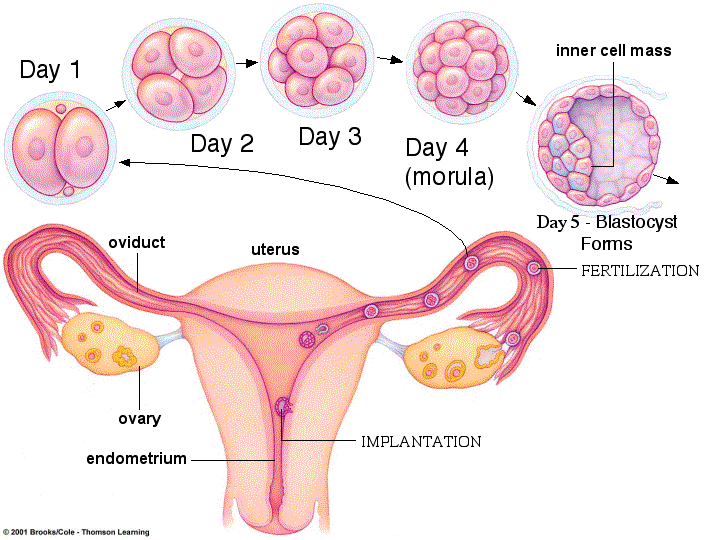 inner cell mass
Day 1
Day 2
Day 3
Day 4
(morula)
Day 5 - Blastocyst
Forms
oviduct
uterus
FERTILIZATION
ovary
IMPLANTATION
endometrium
© 2001 Brooks/Cole - Thomson Learning